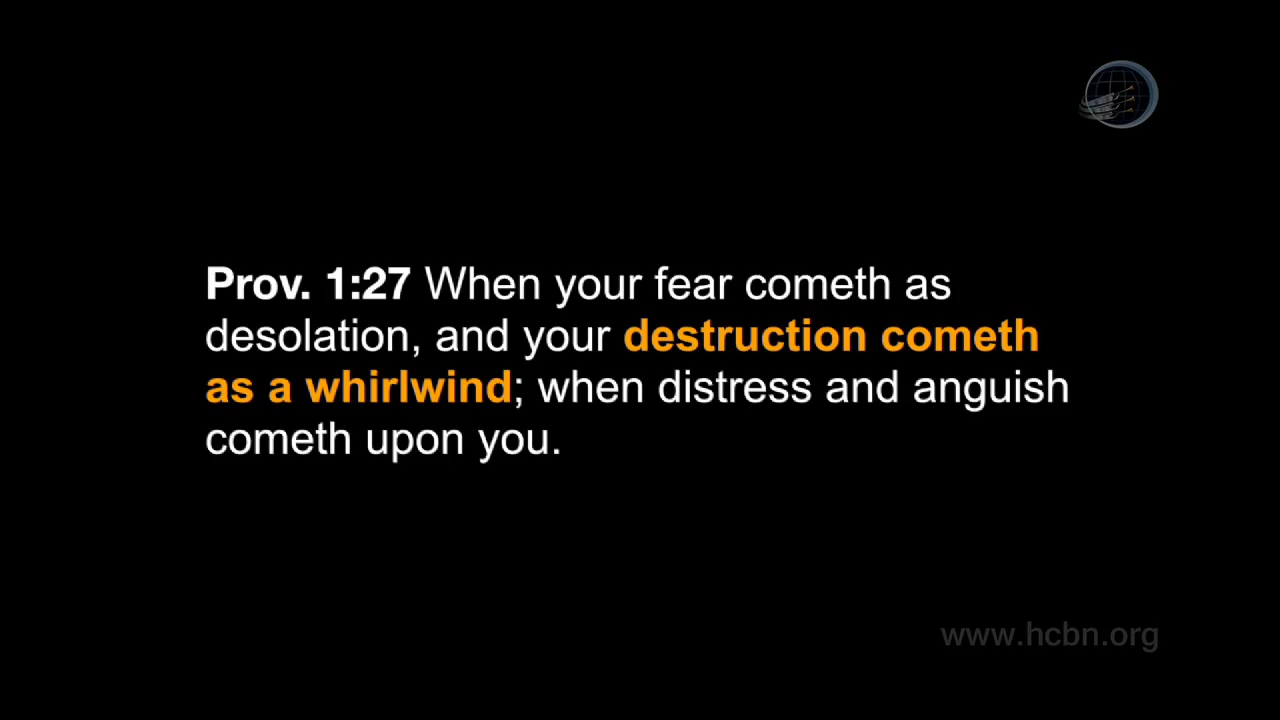 Prov. 1:27 When your fear cometh as
desolation, and your destruction cometh
as a whirlwind; when distress and anguish
cometh upon you.
www.hcbn.org